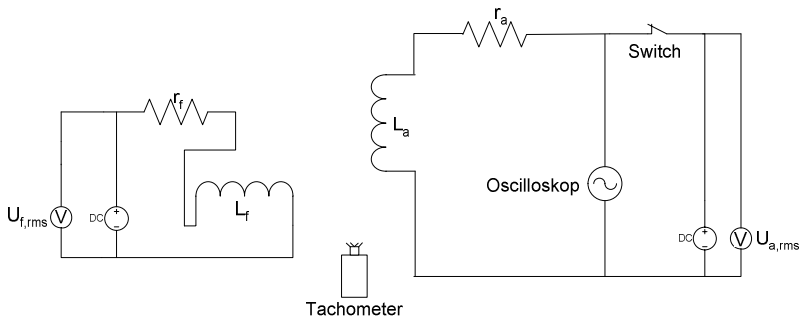 r_a
Switch
r_f
L_a
Oscilloskop
U_f,rms
V
DC
+
−
L_f
DC
+
−
V
U_a,rms
Tachometer